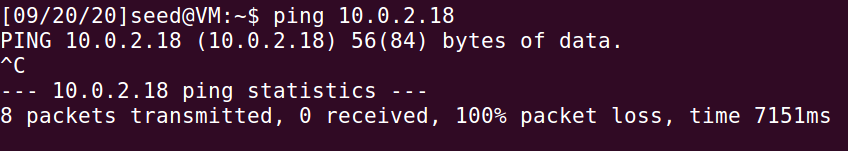 [09/20/20]seed@VM:~$ ping 10.0.2.18
PING 10.0.2.18 (10.0.2.18) 56(84) bytes of data.
^C
--- 10.0.2.18 ping statistics ---
8 packets transmitted, 0 received, 100% packet loss, time 7151ms